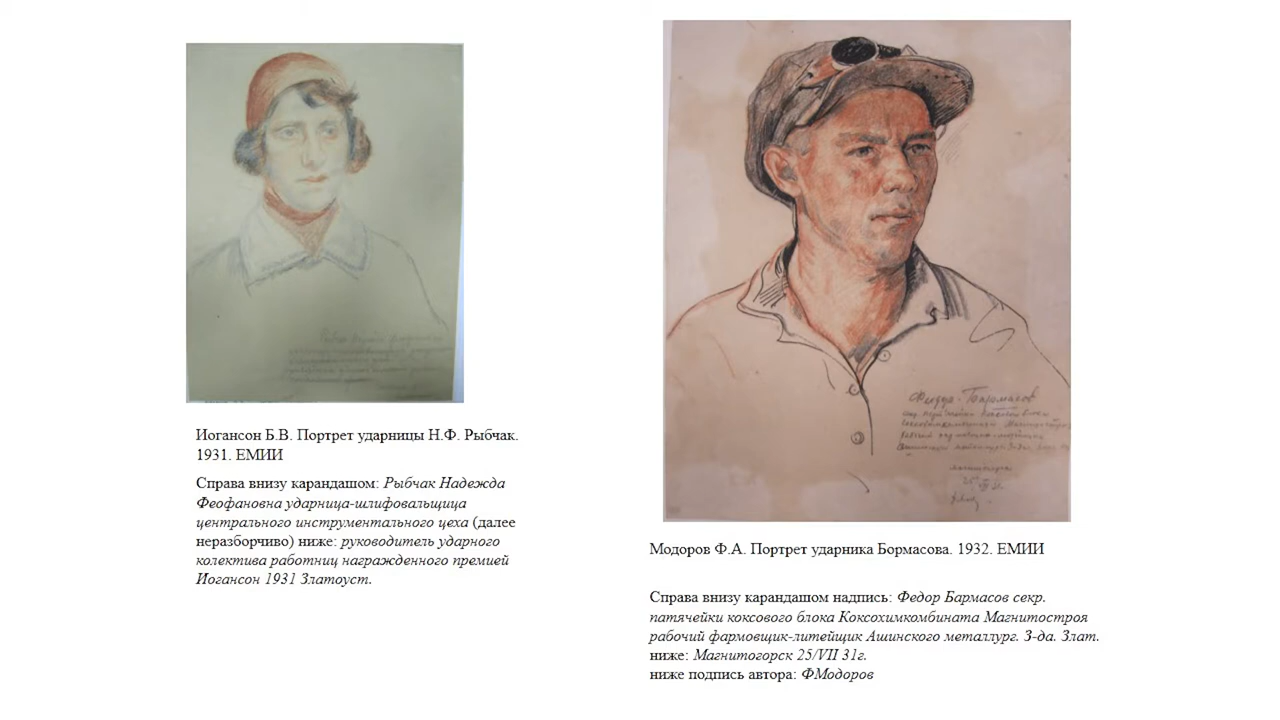 Иогансон Б.В. Портрет ударницы Н.Ф. Рыбчак.
1931. ЕМИИ
Справа внизу карандашом: Рыбчак Надежда
Феофановна ударница-шлифовальщица
центрального инструментального цеха (далее
неразборчиво) ниже: руководитель ударного
колектива работниц награжденного премией
Иогансон 1931 Златоуст.
Федор Бармасов
Магнитогорск
Модоров Ф.А. Портрет ударника Бормасова. 1932. ЕМИИ
Справа внизу карандашом надпись: Федор Бармасов секр.
патячейки коксового блока Коксохимкомбината Магнитостроя
рабочий фармовщик-литейщик Ашинского металлург. З-да. Злат.
ниже: Магнитогорск 25/VII 31г.
ниже подпись автора: ФМодоров